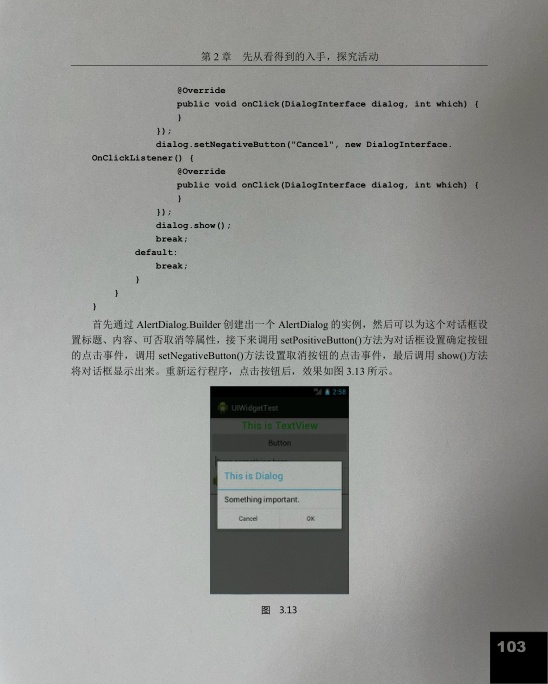 第 2 章 先从看得到的入手，探究活动
@Override
public void onClick(DialogInterface dialog, int which) {
}
});
dialog.setNegativeButton("Cancel", new DialogInterface.
OnClickListener() {
@Override
public void onClick(DialogInterface dialog, int which) {
}
});
dialog.show();
break;
default:
break;
}
}
}
首先通过 AlertDialog.Builder 创建出一个 AlertDialog 的实例，然后可以为这个对话框设
置标题、内容、可否取消等属性，接下来调用 setPositiveButton()方法为对话框设置确定按钮
的点击事件，调用 setNegativeButton()方法设置取消按钮的点击事件，最后调用 show()方法
将对话框显示出来。重新运行程序，点击按钮后，效果如图 3.13 所示。
2:58
UIWidgetTest
This is TextView
Button
This is Dialog
Something important.
Cancel OK
图 3.13
103